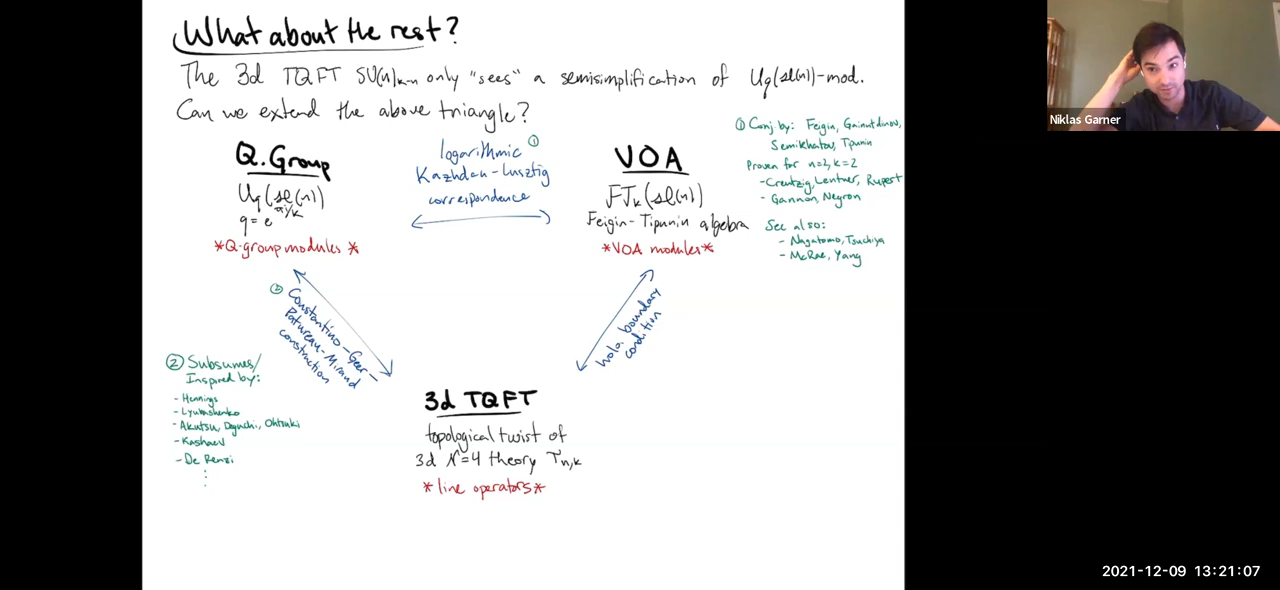 What about the rest?
The 3d TQFT SU(n)k-n only "sees" a semisimplification of Uq(sl(n))-mod.
Can we extend the above triangle?
Q. Group
Uq(sl(n))
q = e^πi/k
*Q-group modules*
logarithmic ①
Kazhdan-Lusztig
correspondence
VOA
FTk(sl(n))
Feigin-Tipunin algebra
*VOA modules*
① Conj by: Feigin, Gainutdinov,
Semikhatov, Tipunin
Proven for n=2, k=2
- Creutzig, Lentner, Rupert
- Gannon, Negron
See also:
- Nagatomo, Tsuchiya
- McRae, Yang
② Constantino-Geer-
Patureau-Mirand
construction
holo. boundary
condition
② Subsumes/
Inspired by:
- Hennings
- Lyubashenko
- Akutsu, Deguchi, Ohtsuki
- Kashaev
- De Renzi
⋮
3d TQFT
topological twist of
3d N=4 theory Tn,k
*line operators*
Niklas Garner
2021-12-09 13:21:07